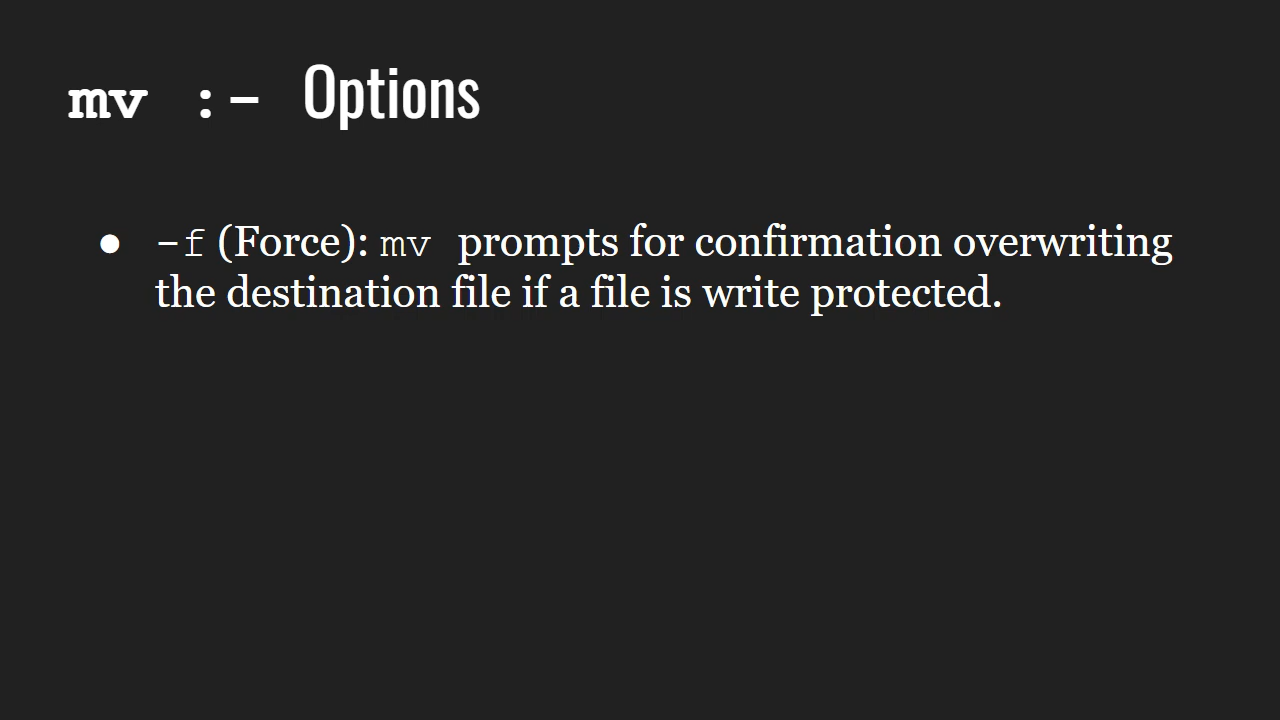 mv :- Options
● -f (Force): mv prompts for confirmation overwriting
the destination file if a file is write protected.